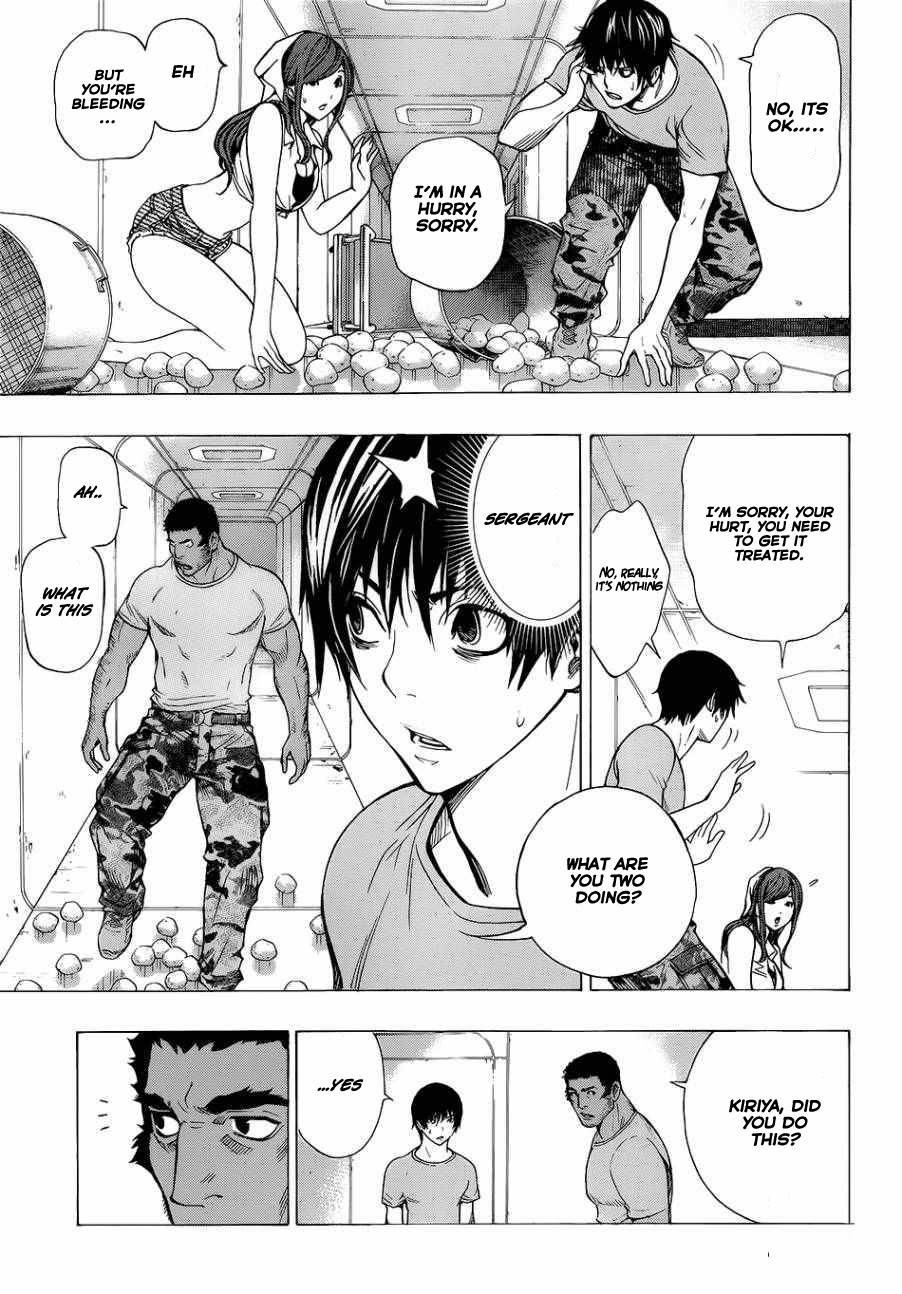 NO, ITS
OK.....
I'M IN A
HURRY,
SORRY.
EH
BUT
YOU'RE
BLEEDING
...
I'M SORRY, YOUR
HURT, YOU NEED
TO GET IT
TREATED.
NO, REALLY,
IT'S NOTHING
SERGEANT
WHAT ARE
YOU TWO
DOING?
AH..
WHAT
IS THIS
KIRIYA, DID
YOU DO
THIS?
...YES